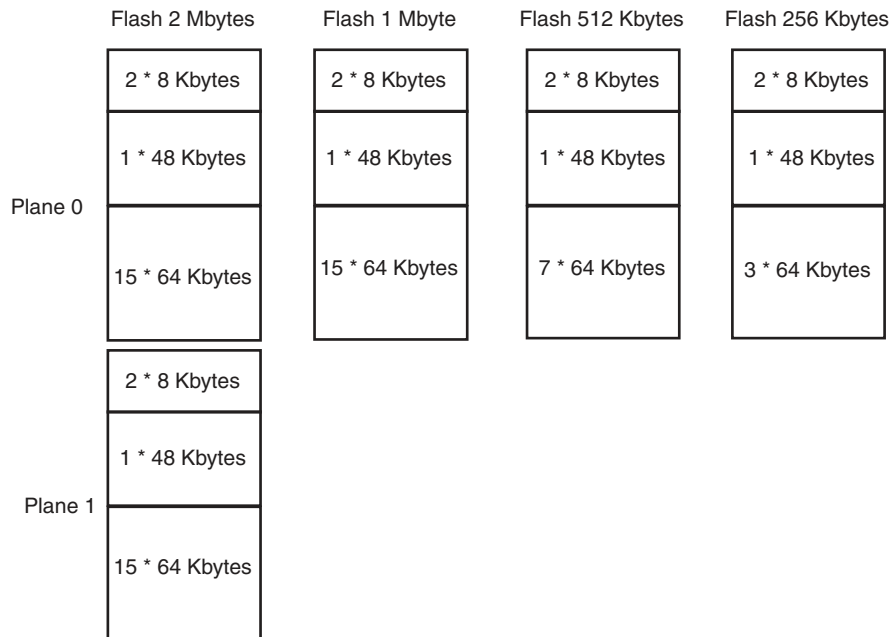 Flash 2 Mbytes Flash 1 Mbyte Flash 512 Kbytes Flash 256 Kbytes
2 * 8 Kbytes 2 * 8 Kbytes 2 * 8 Kbytes 2 * 8 Kbytes
1 * 48 Kbytes 1 * 48 Kbytes 1 * 48 Kbytes 1 * 48 Kbytes
Plane 0
15 * 64 Kbytes 15 * 64 Kbytes 7 * 64 Kbytes 3 * 64 Kbytes
2 * 8 Kbytes
1 * 48 Kbytes
Plane 1
15 * 64 Kbytes